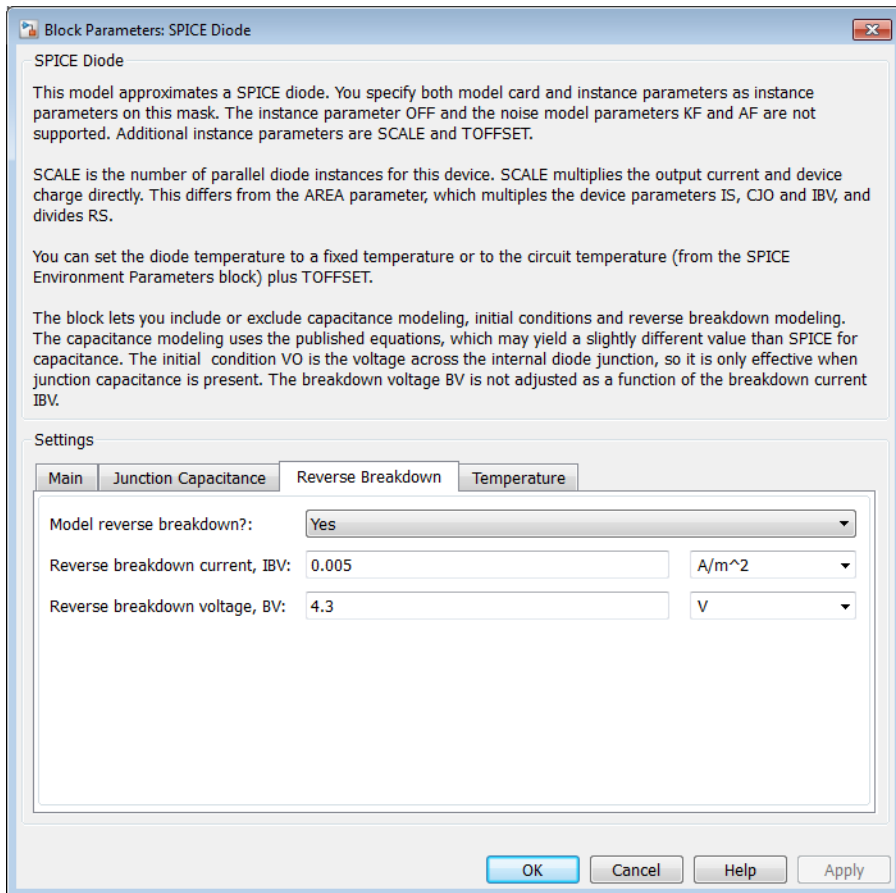 Block Parameters: SPICE Diode
SPICE Diode
This model approximates a SPICE diode. You specify both model card and instance parameters as instance
parameters on this mask. The instance parameter OFF and the noise model parameters KF and AF are not
supported. Additional instance parameters are SCALE and TOFFSET.
SCALE is the number of parallel diode instances for this device. SCALE multiplies the output current and device
charge directly. This differs from the AREA parameter, which multiples the device parameters IS, CJO and IBV, and
divides RS.
You can set the diode temperature to a fixed temperature or to the circuit temperature (from the SPICE
Environment Parameters block) plus TOFFSET.
The block lets you include or exclude capacitance modeling, initial conditions and reverse breakdown modeling.
The capacitance modeling uses the published equations, which may yield a slightly different value than SPICE for
capacitance. The initial  condition VO is the voltage across the internal diode junction, so it is only effective when
junction capacitance is present. The breakdown voltage BV is not adjusted as a function of the breakdown current
IBV.
Settings
Main Junction Capacitance Reverse Breakdown Temperature
Model reverse breakdown?: Yes
Reverse breakdown current, IBV: 0.005 A/m^2
Reverse breakdown voltage, BV: 4.3 V
OK Cancel Help Apply